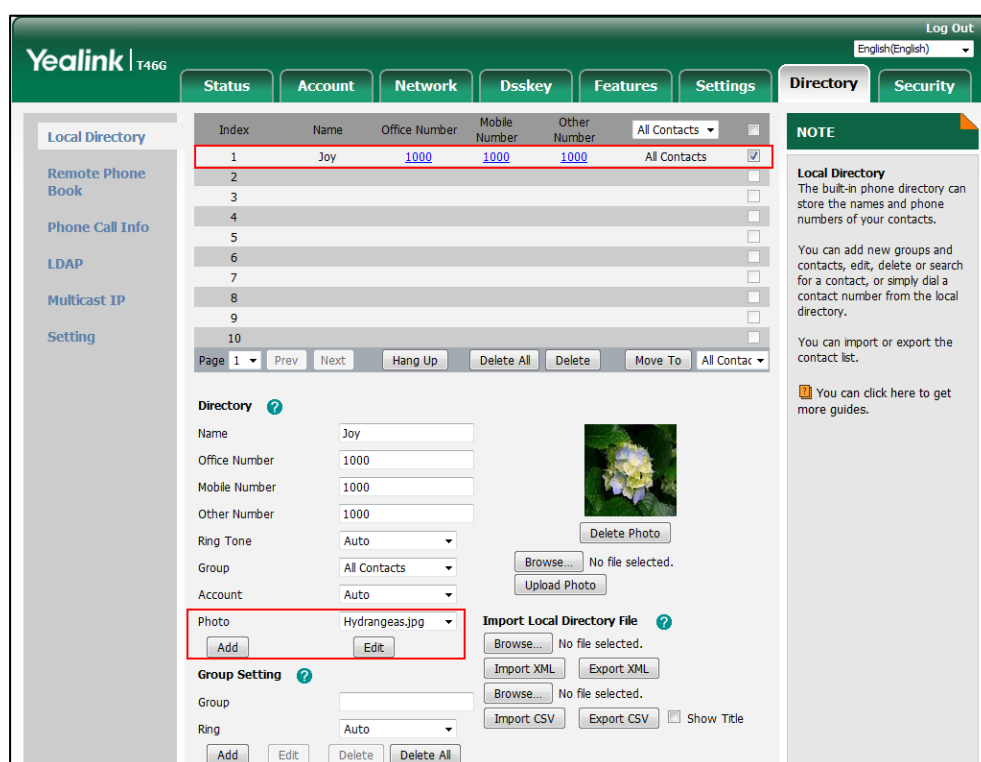 Log Out
Yealink T46G
English(English)
Status Account Network Dsskey Features Settings Directory Security
Local Directory
Remote Phone
Book
Phone Call Info
LDAP
Multicast IP
Setting
Index Name Office Number Mobile Number Other Number All Contacts
1 Joy 1000 1000 1000 All Contacts
2
3
4
5
6
7
8
9
10
Page 1 Prev Next Hang Up Delete All Delete Move To All Contac
Directory ?
Name Joy
Office Number 1000
Mobile Number 1000
Other Number 1000
Ring Tone Auto
Group All Contacts
Account Auto
Photo Hydrangeas.jpg
Add Edit
Group Setting ?
Group
Ring Auto
Add Edit Delete Delete All
Delete Photo
Browse... No file selected.
Upload Photo
Import Local Directory File ?
Browse... No file selected.
Import XML Export XML
Browse... No file selected.
Import CSV Export CSV Show Title
NOTE
Local Directory
The built-in phone directory can
store the names and phone
numbers of your contacts.
You can add new groups and
contacts, edit, delete or search
for a contact, or simply dial a
contact number from the local
directory.
You can import or export the
contact list.
? You can click here to get
more guides.